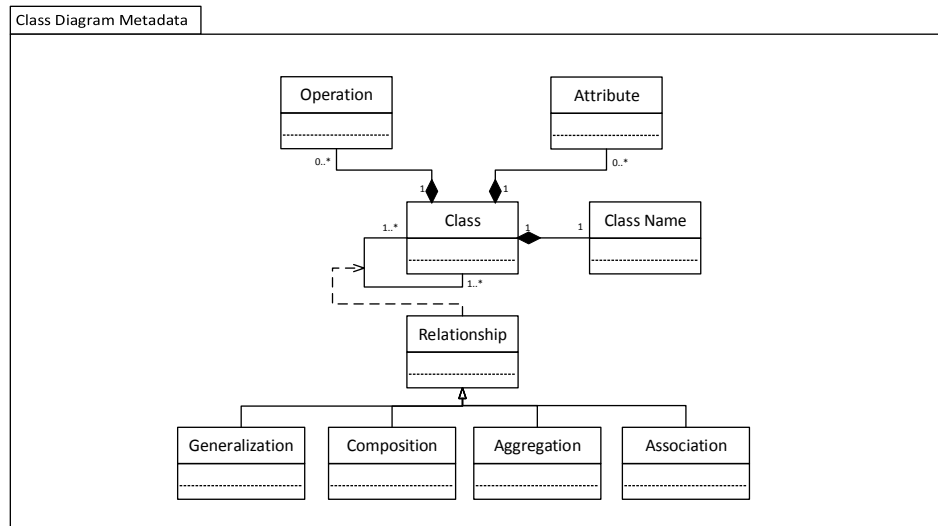 Class Diagram Metadata
Operation
Attribute
0..*
0..*
1
1
Class
Class Name
1..*
1
1
1..*
Relationship
Generalization
Composition
Aggregation
Association